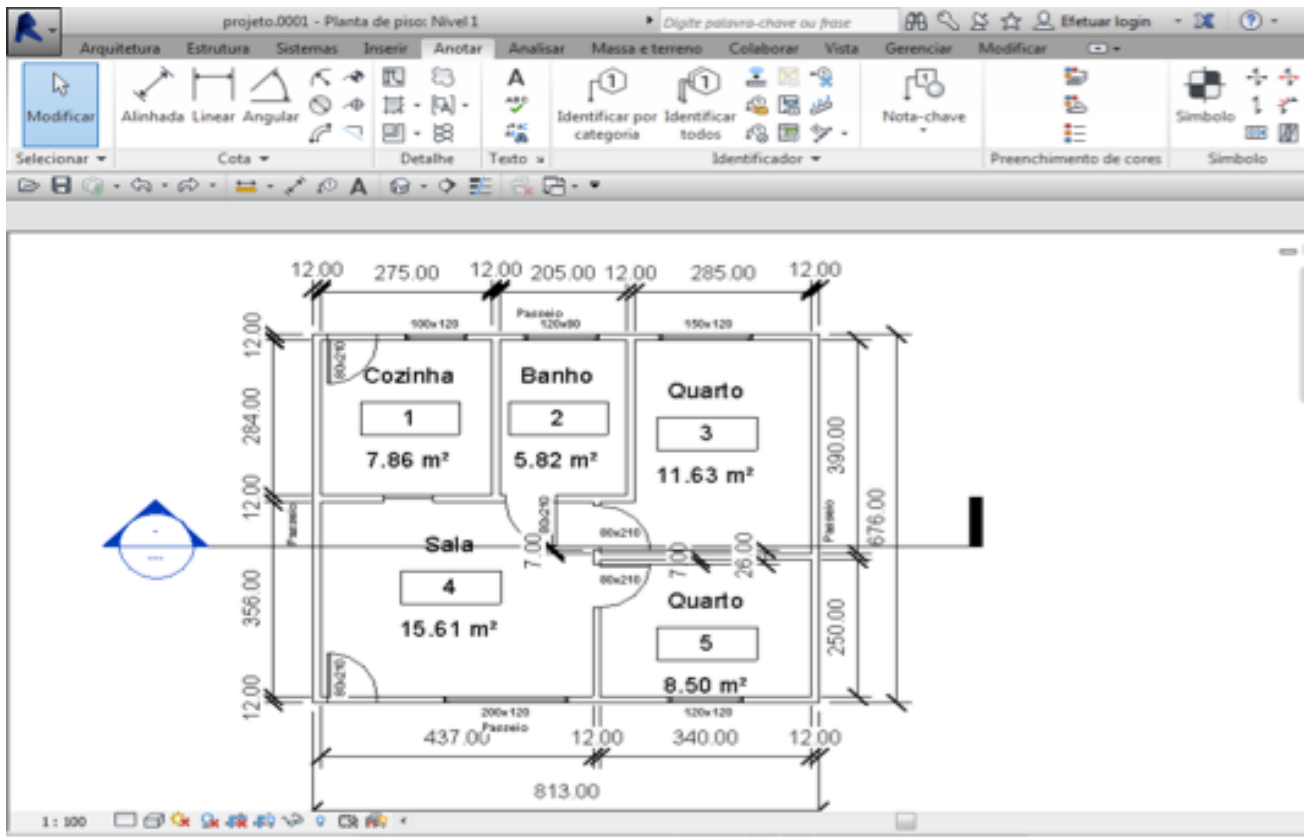 projeto.0001 - Planta de piso: Nível 1
Digite palavra-chave ou frase
Efetuar login
Arquitetura Estrutura Sistemas Inserir Anotar Analisar Massa e terreno Colaborar Vista Gerenciar Modificar
Modificar
Alinhada Linear Angular
Identificar por categoria
Identificar todos
Nota-chave
Símbolo
Selecionar
Cota
Detalhe
Texto
Identificador
Preenchimento de cores
Símbolo
12.00 275.00 12.00 205.00 12.00 285.00 12.00
Passeio
100x120 120x80 150x120
12.00
80x210
Cozinha Banho Quarto
1 2 3
284.00
7.86 m² 5.82 m² 11.63 m²
390.00
12.00
Passeio
80x210
80x210
Passeio
676.00
Sala
7.00
7.00
26.00
4
80x210
Quarto
356.00
15.61 m²
5
250.00
80x210
8.50 m²
12.00
200x120 120x120
Passeio
437.00 12.00 340.00 12.00
813.00
1 : 100